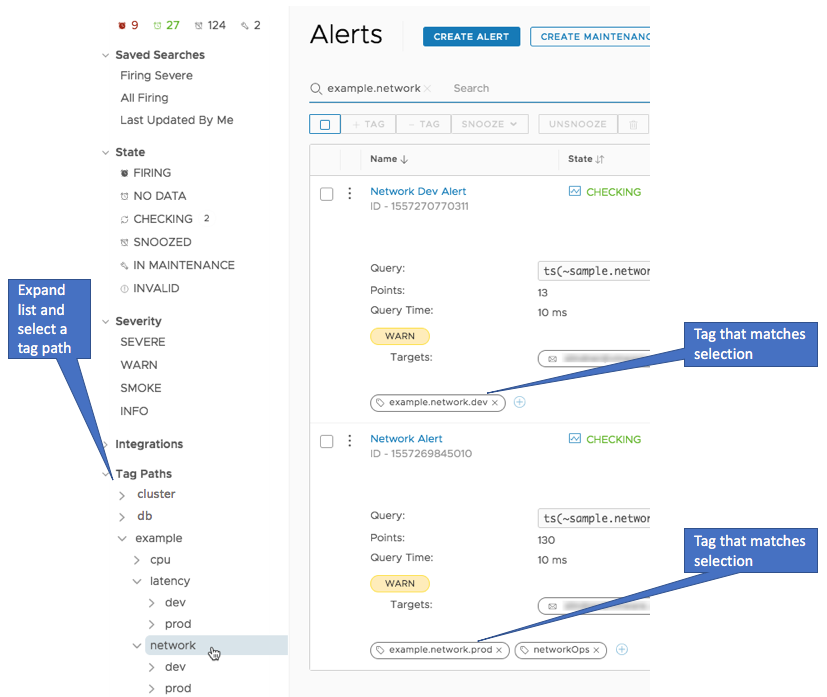 9 27 124 2
Saved Searches
Firing Severe
All Firing
Last Updated By Me
State
FIRING
NO DATA
CHECKING 2
SNOOZED
IN MAINTENANCE
INVALID
Expand
list and
select a
tag path
Severity
SEVERE
WARN
SMOKE
INFO
Integrations
Tag Paths
cluster
db
example
cpu
latency
dev
prod
network
dev
prod
Alerts
CREATE ALERT CREATE MAINTENANC
example.network × Search
+ TAG - TAG SNOOZE UNSNOOZE
Name ↓ State ↓↑
Network Dev Alert CHECKING
ID - 1557270770311
Query: ts(~sample.networ
Points: 13
Query Time: 10 ms
WARN
Targets:
Tag that matches
selection
example.network.dev ×
Network Alert CHECKING
ID - 1557269845010
Query: ts(~sample.networ
Points: 130
Query Time: 10 ms
WARN
Targets:
Tag that matches
selection
example.network.prod × networkOps ×